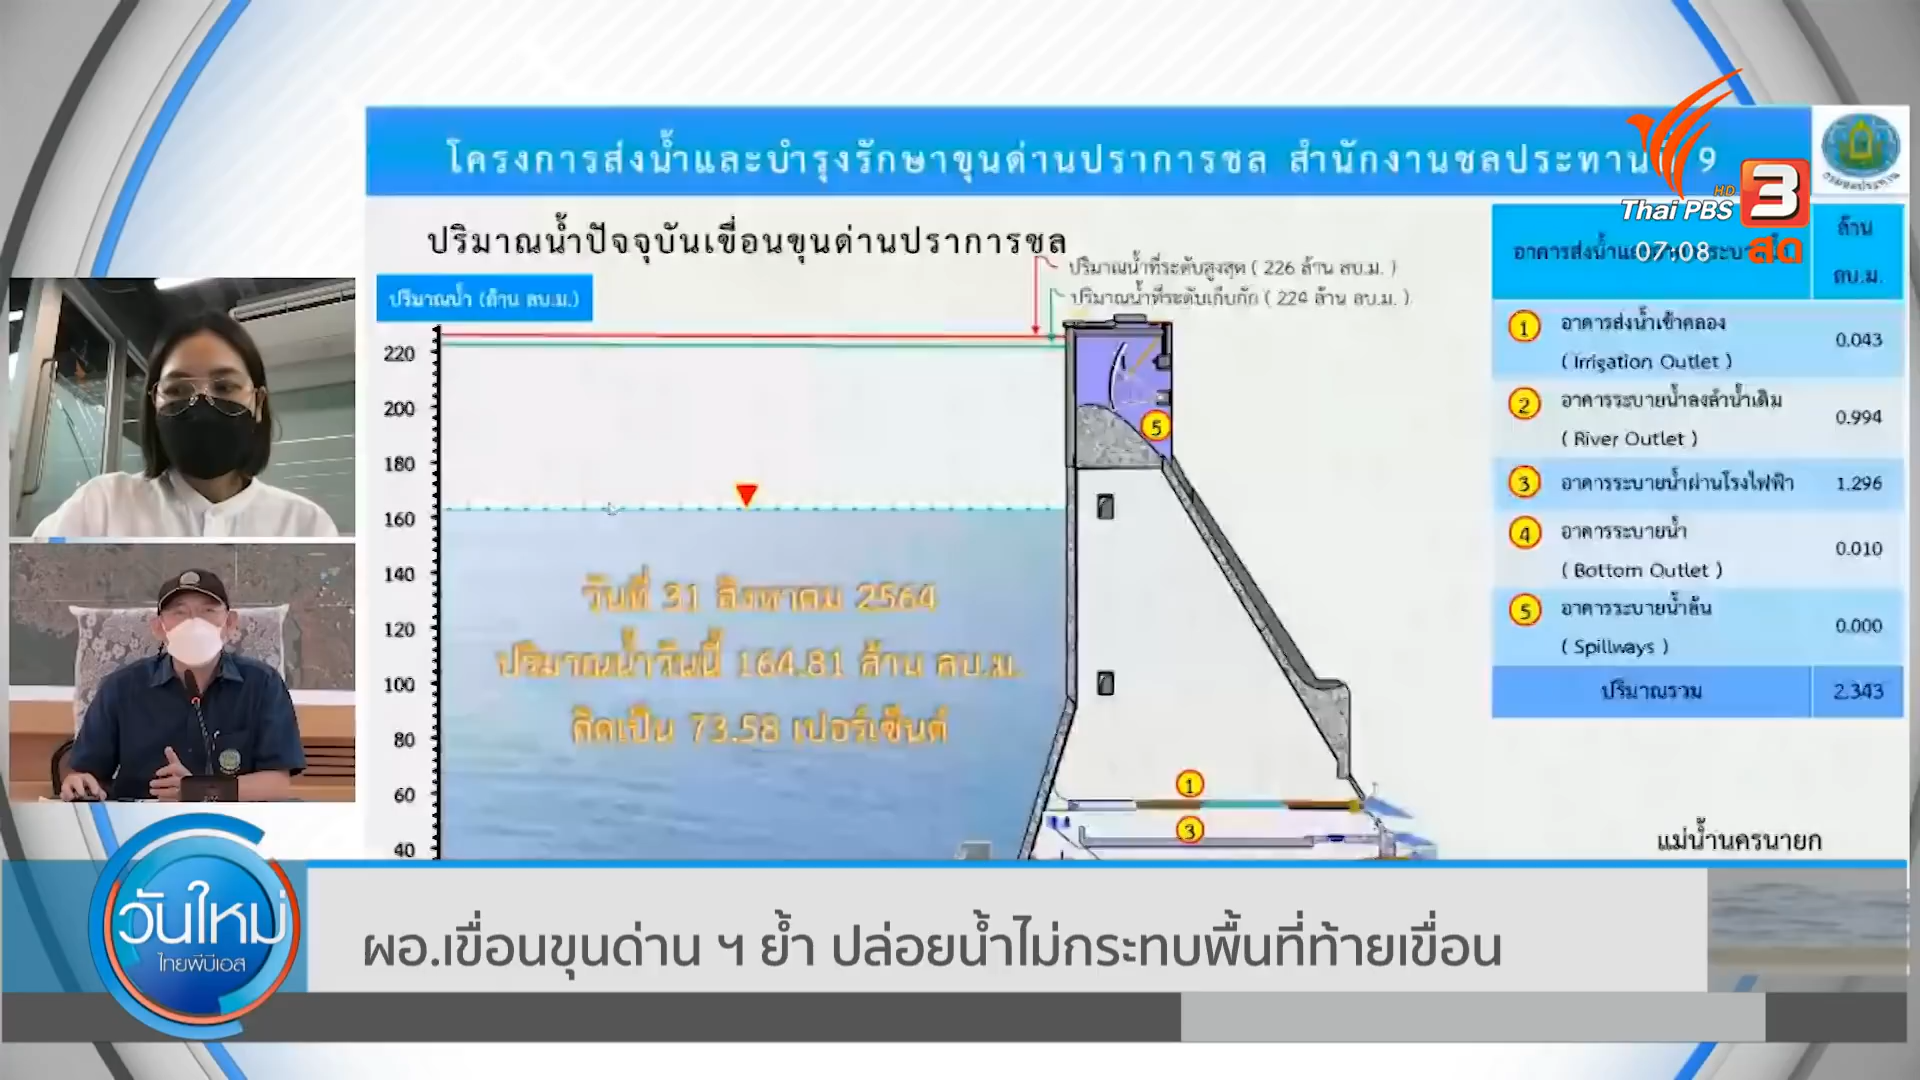 โครงการส่งน้ำและบำรุงรักษาขุนด่านปราการชล สำนักงานชลประทานที่ 9
กรมชลประทาน
HD
Thai PBS 3
07:08 สด
ปริมาณน้ำปัจจุบันเขื่อนขุนด่านปราการชล
ปริมาณน้ำที่ระดับสูงสุด ( 226 ล้าน ลบ.ม. )
ปริมาณน้ำที่ระดับเก็บกัก ( 224 ล้าน ลบ.ม. )
ปริมาณน้ำ (ล้าน ลบ.ม.)
220
200
180
160
140
120
100
80
60
40
วันที่ 31 สิงหาคม 2564
ปริมาณน้ำวันนี้ 164.81 ล้าน ลบ.ม.
คิดเป็น 73.58 เปอร์เซ็นต์
5
1
3
ล้าน
ลบ.ม.
1 อาคารส่งน้ำเข้าคลอง
( Irrigation Outlet ) 0.043
2 อาคารระบายน้ำลงลำน้ำเดิม
( River Outlet ) 0.994
3 อาคารระบายน้ำผ่านโรงไฟฟ้า 1.296
4 อาคารระบายน้ำ
( Bottom Outlet ) 0.010
5 อาคารระบายน้ำล้น
( Spillways ) 0.000
ปริมาณรวม 2.343
แม่น้ำนครนายก
วันใหม่
ไทยพีบีเอส
ผอ.เขื่อนขุนด่าน ฯ ย้ำ ปล่อยน้ำไม่กระทบพื้นที่ท้ายเขื่อน